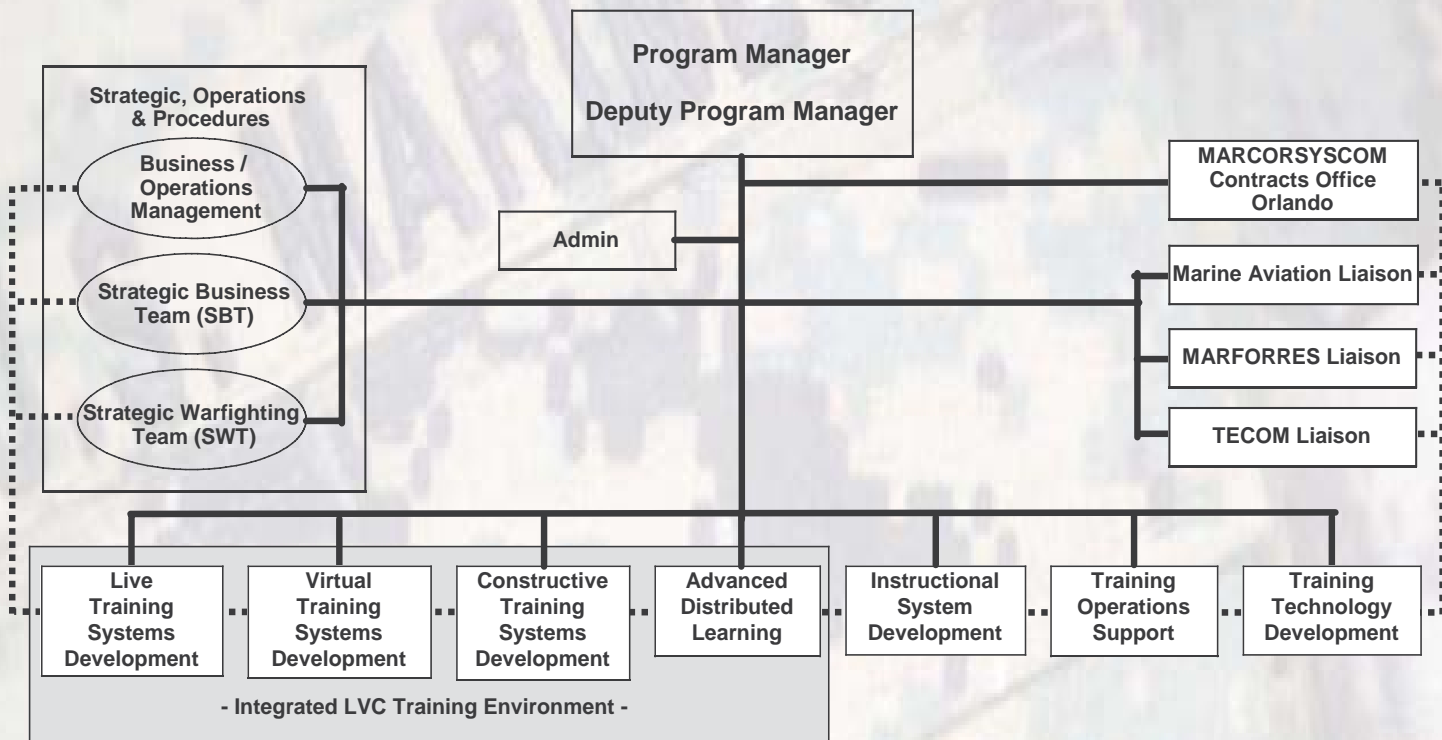 Program Manager
Deputy Program Manager
Strategic, Operations
& Procedures
Business /
Operations
Management
Strategic Business
Team (SBT)
Strategic Warfighting
Team (SWT)
Admin
MARCORSYSCOM
Contracts Office
Orlando
Marine Aviation Liaison
MARFORRES Liaison
TECOM Liaison
Live
Training
Systems
Development
Virtual
Training
Systems
Development
Constructive
Training
Systems
Development
Advanced
Distributed
Learning
Instructional
System
Development
Training
Operations
Support
Training
Technology
Development
- Integrated LVC Training Environment -